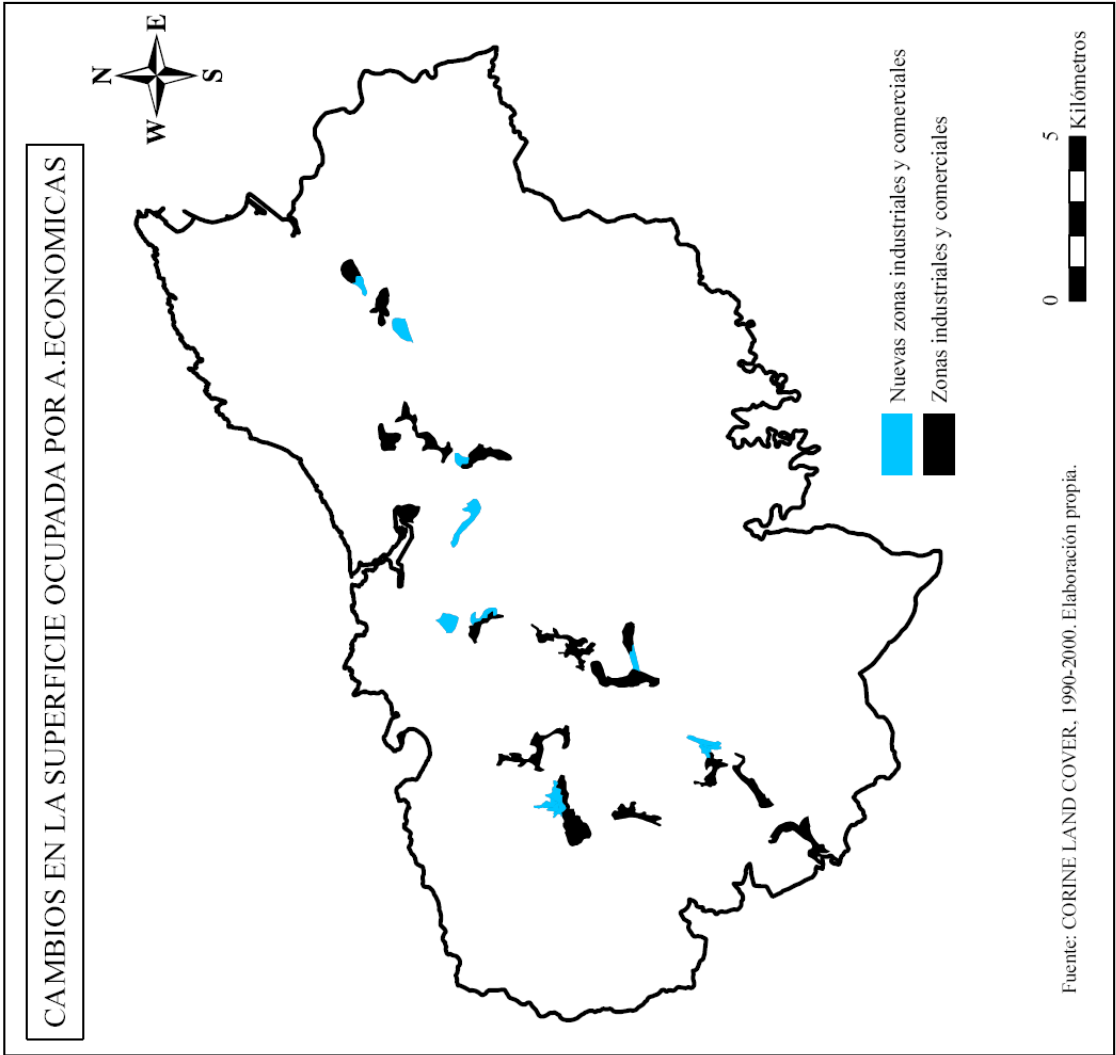 CAMBIOS EN LA SUPERFICIE OCUPADA POR A.ECONOMICAS
N
W
E
S
Nuevas zonas industriales y comerciales
Zonas industriales y comerciales
0
5
Kilómetros
Fuente: CORINE LAND COVER, 1990-2000. Elaboración propia.